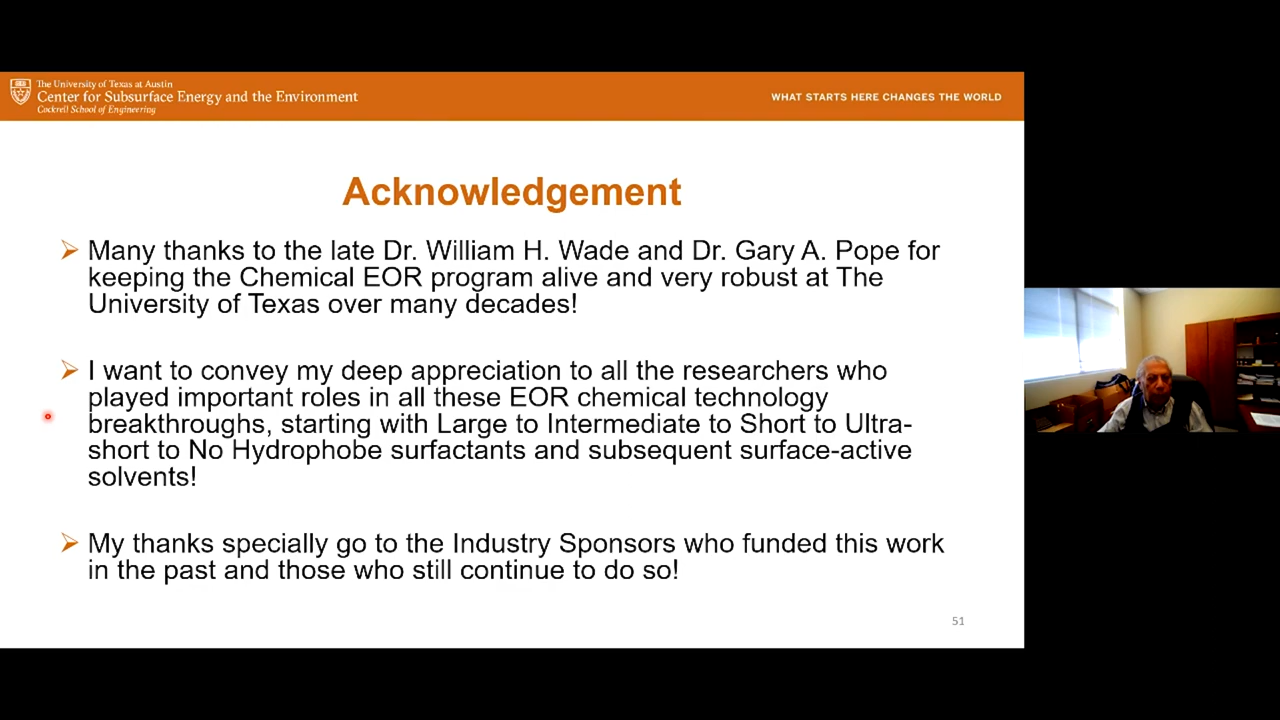 The University of Texas at Austin
Center for Subsurface Energy and the Environment
Cockrell School of Engineering
WHAT STARTS HERE CHANGES THE WORLD
Acknowledgement
Many thanks to the late Dr. William H. Wade and Dr. Gary A. Pope for
keeping the Chemical EOR program alive and very robust at The
University of Texas over many decades!
I want to convey my deep appreciation to all the researchers who
played important roles in all these EOR chemical technology
breakthroughs, starting with Large to Intermediate to Short to Ultra-
short to No Hydrophobe surfactants and subsequent surface-active
solvents!
My thanks specially go to the Industry Sponsors who funded this work
in the past and those who still continue to do so!
51